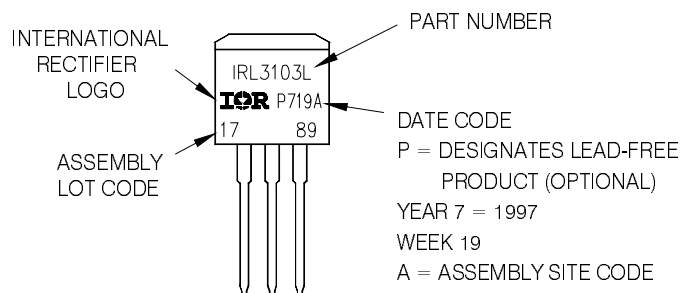 PART NUMBER
INTERNATIONAL
RECTIFIER
LOGO
IRL3103L
IOR P719A
17 89
ASSEMBLY
LOT CODE
DATE CODE
P = DESIGNATES LEAD-FREE
PRODUCT (OPTIONAL)
YEAR 7 = 1997
WEEK 19
A = ASSEMBLY SITE CODE